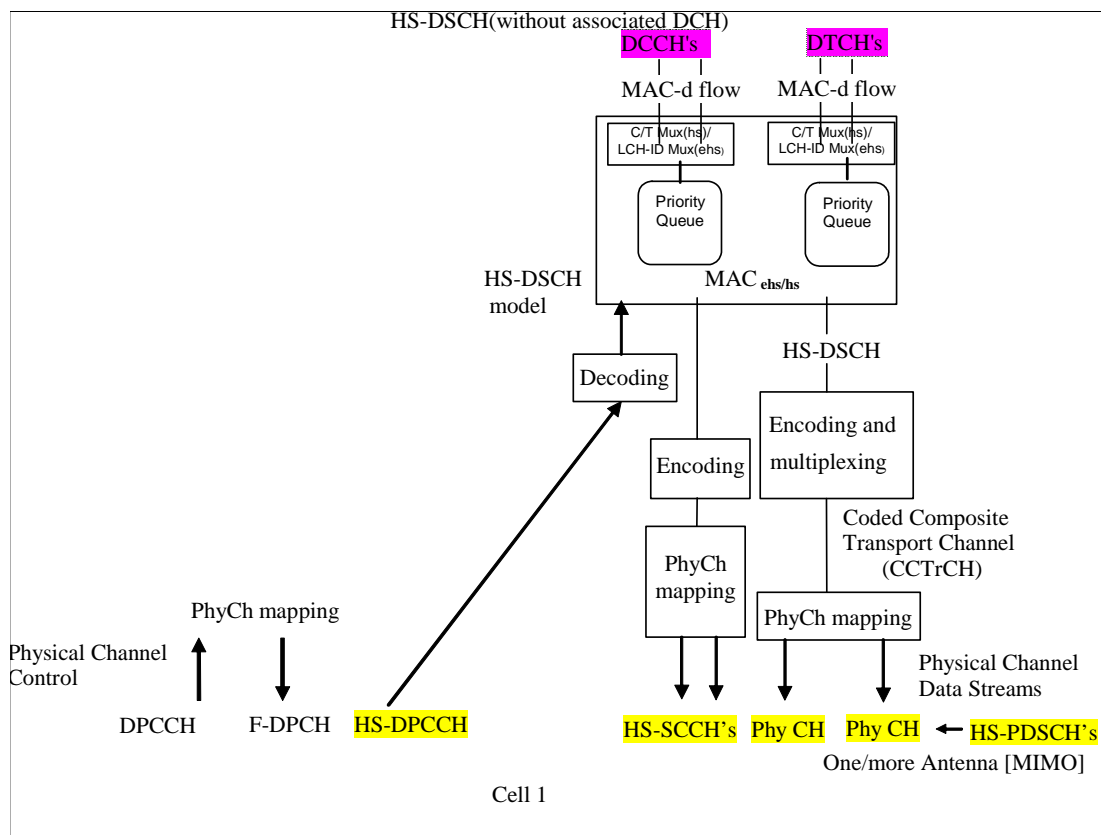 HS-DSCH(without associated DCH)
DCCH's
DTCH's
MAC-d flow
MAC-d flow
C/T Mux(hs)/
LCH-ID Mux(ehs)
C/T Mux(hs)/
LCH-ID Mux(ehs)
Priority
Queue
Priority
Queue
HS-DSCH
model
MAC ehs/hs
HS-DSCH
Decoding
Encoding and
multiplexing
Encoding
Coded Composite
Transport Channel
(CCTrCH)
PhyCh
mapping
PhyCh mapping
PhyCh mapping
Physical Channel
Control
Physical Channel
Data Streams
DPCCH
F-DPCH
HS-DPCCH
HS-SCCH’s
Phy CH
Phy CH
HS-PDSCH’s
One/more Antenna [MIMO]
Cell 1